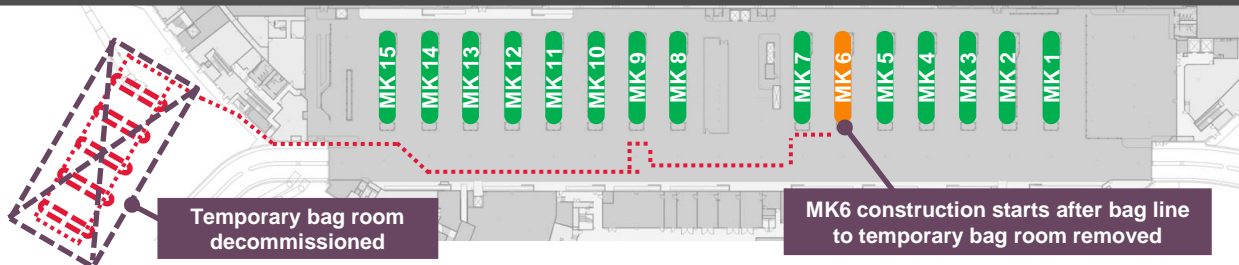 MK 15
MK 14
MK 13
MK 12
MK 11
MK 10
MK 9
MK 8
MK 7
MK 6
MK 5
MK 4
MK 3
MK 2
MK 1
Temporary bag room
decommissioned
MK6 construction starts after bag line
to temporary bag room removed